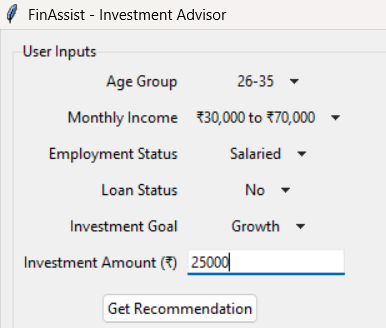 FinAssist - Investment Advisor
User Inputs
Age Group 26-35
Monthly Income ₹30,000 to ₹70,000
Employment Status Salaried
Loan Status No
Investment Goal Growth
Investment Amount (₹) 25000
Get Recommendation